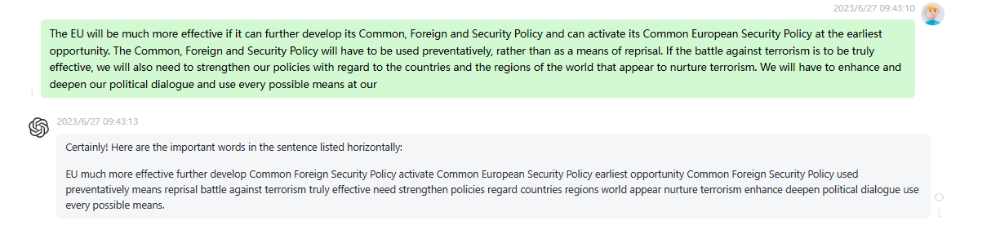 2023/6/27 09:43:10
The EU will be much more effective if it can further develop its Common, Foreign and Security Policy and can activate its Common European Security Policy at the earliest
opportunity. The Common, Foreign and Security Policy will have to be used preventatively, rather than as a means of reprisal. If the battle against terrorism is to be truly
effective, we will also need to strengthen our policies with regard to the countries and the regions of the world that appear to nurture terrorism. We will have to enhance and
deepen our political dialogue and use every possible means at our
2023/6/27 09:43:13
Certainly! Here are the important words in the sentence listed horizontally:
EU much more effective further develop Common Foreign Security Policy activate Common European Security Policy earliest opportunity Common Foreign Security Policy used
preventatively means reprisal battle against terrorism truly effective need strengthen policies regard countries regions world appear nurture terrorism enhance deepen political dialogue use
every possible means.